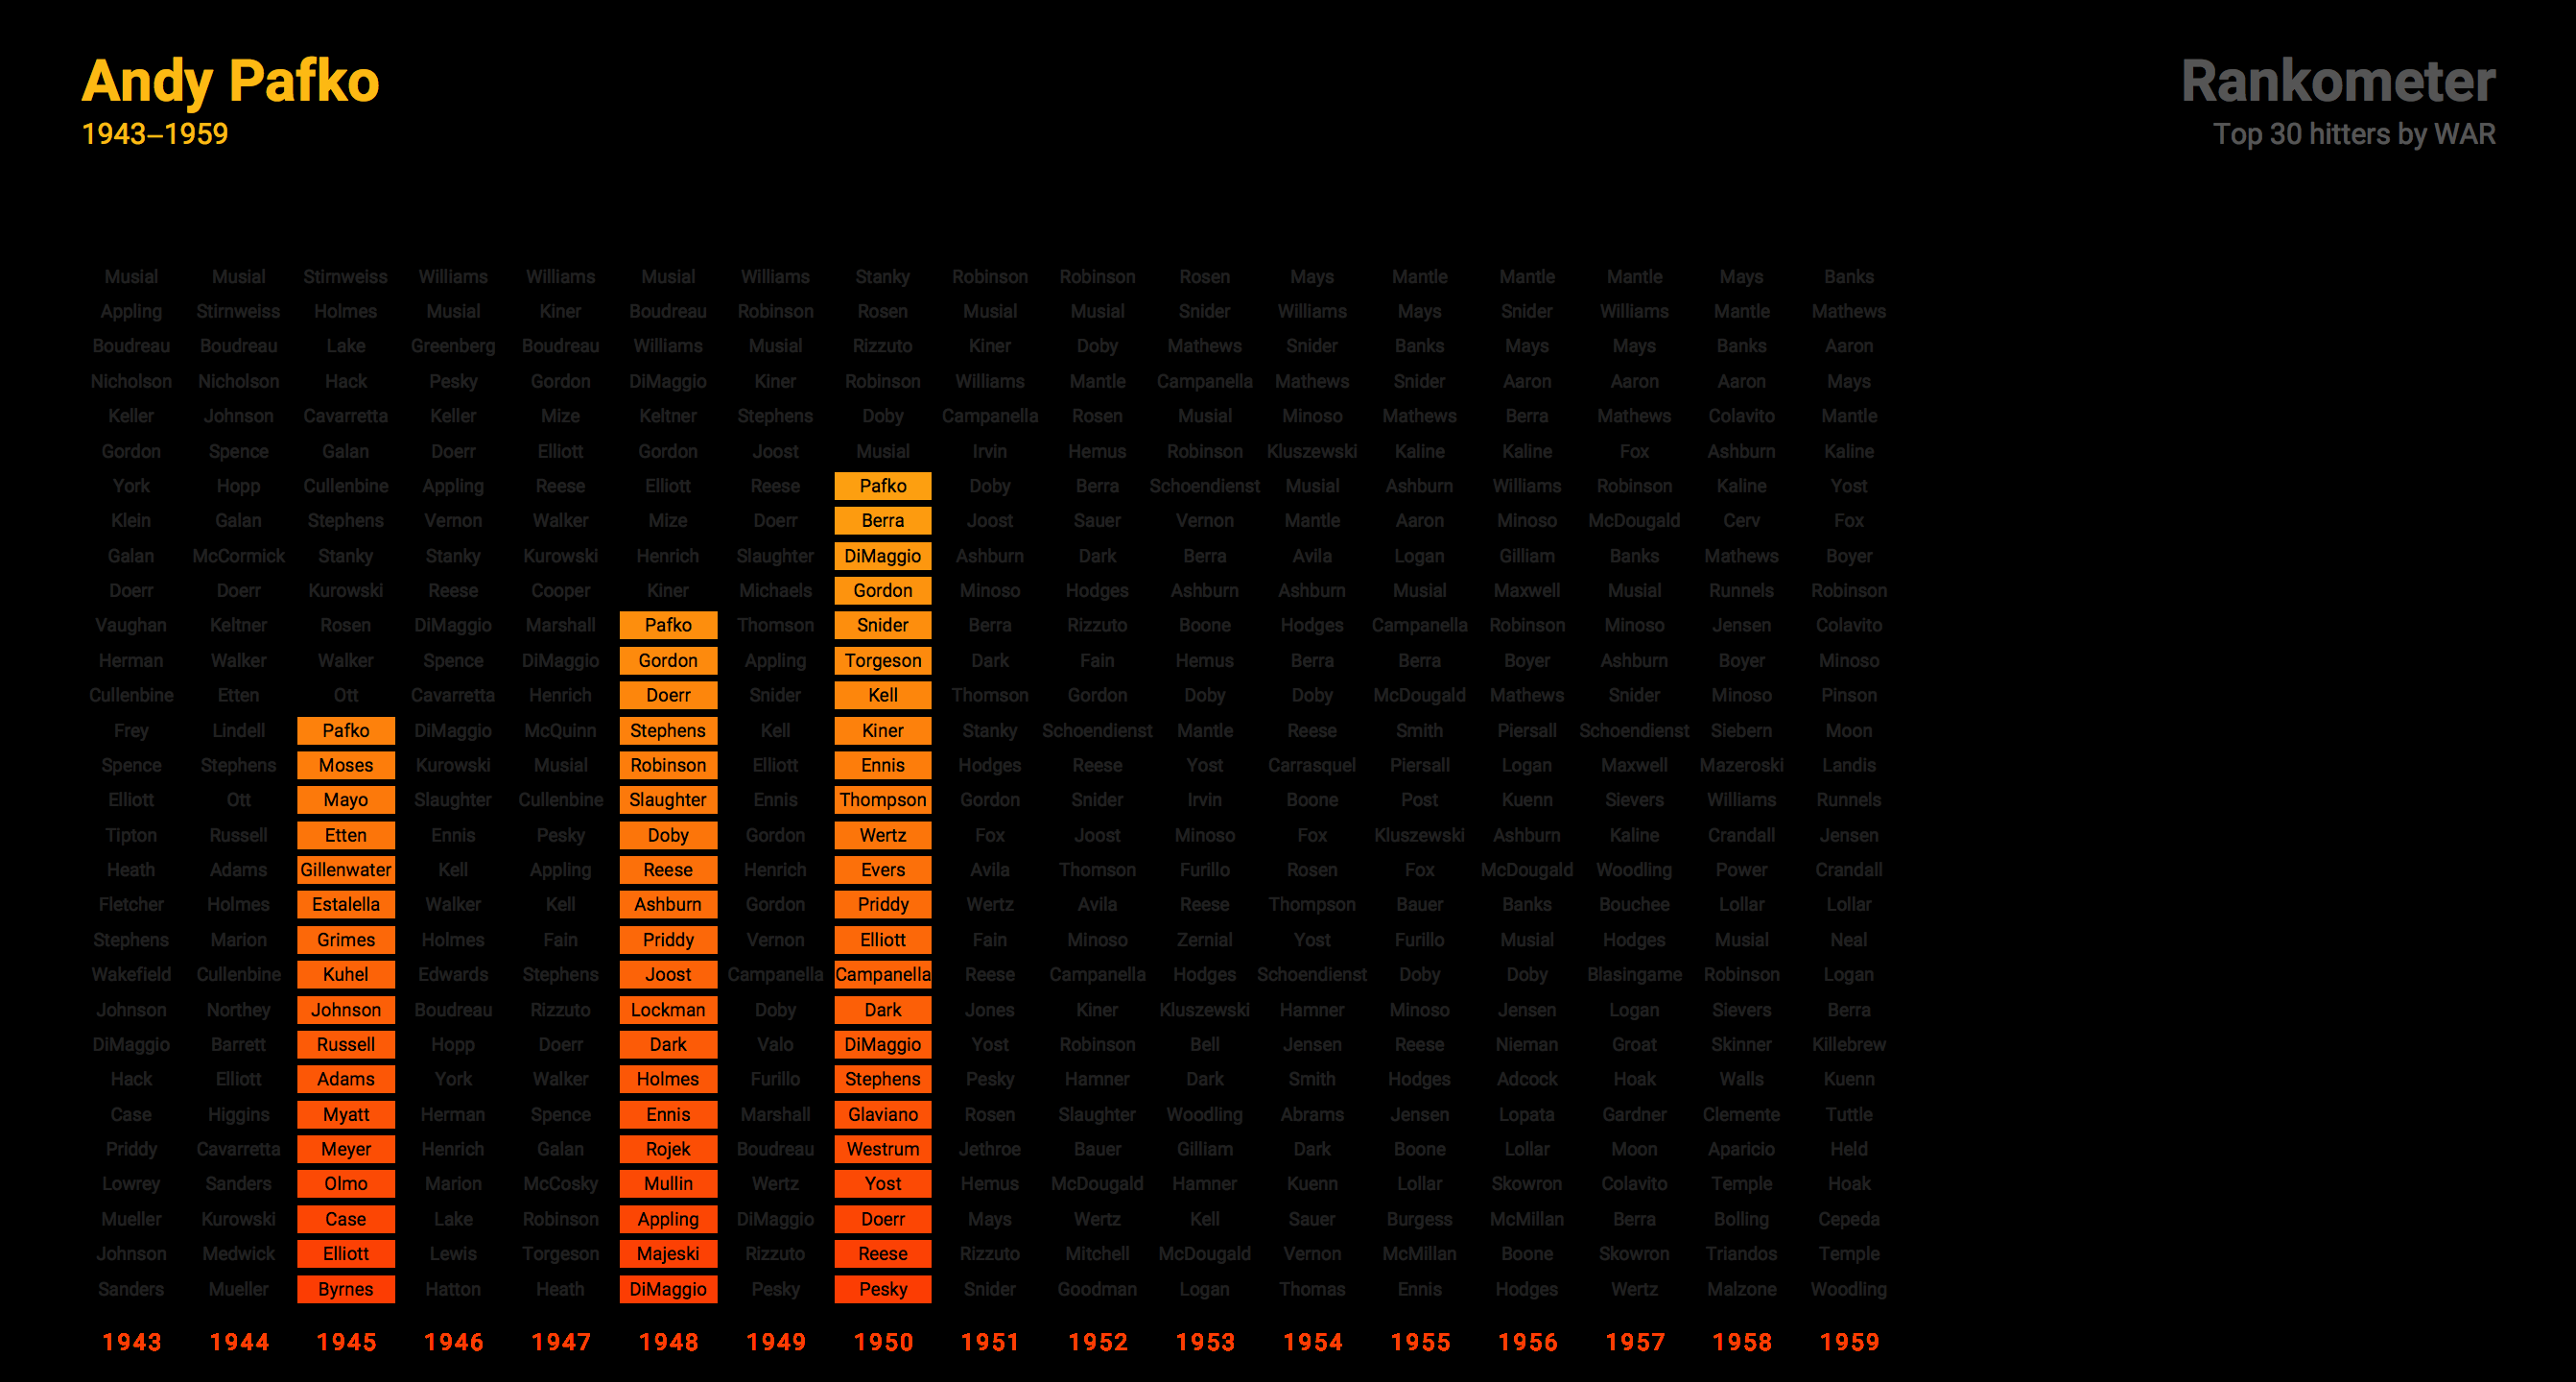 Andy Pafko
1943–1959
Rankometer
Top 30 hitters by WAR
Musial Musial Stirnweiss Williams Williams Musial Williams Stanky Robinson Robinson Rosen Mays Mantle Mantle Mantle Mays Banks
Appling Stirnweiss Holmes Musial Kiner Boudreau Robinson Rosen Musial Musial Snider Williams Mays Snider Williams Mantle Mathews
Boudreau Boudreau Lake Greenberg Boudreau Williams Musial Rizzuto Kiner Doby Mathews Snider Banks Mays Mays Banks Aaron
Nicholson Nicholson Hack Pesky Gordon DiMaggio Kiner Robinson Williams Mantle Campanella Mathews Snider Aaron Aaron Aaron Mays
Keller Johnson Cavarretta Keller Mize Keltner Stephens Doby Campanella Rosen Musial Minoso Mathews Berra Mathews Colavito Mantle
Gordon Spence Galan Doerr Elliott Gordon Joost Musial Irvin Hemus Robinson Kluszewski Kaline Kaline Fox Ashburn Kaline
York Hopp Cullenbine Appling Reese Elliott Reese Pafko Doby Berra Schoendienst Musial Ashburn Williams Robinson Kaline Yost
Klein Galan Stephens Vernon Walker Mize Doerr Berra Joost Sauer Vernon Mantle Aaron Minoso McDougald Cerv Fox
Galan McCormick Stanky Stanky Kurowski Henrich Slaughter DiMaggio Ashburn Dark Berra Avila Logan Gilliam Banks Mathews Boyer
Doerr Doerr Kurowski Reese Cooper Kiner Michaels Gordon Minoso Hodges Ashburn Ashburn Musial Maxwell Musial Runnels Robinson
Vaughan Keltner Rosen DiMaggio Marshall Pafko Thomson Snider Berra Rizzuto Boone Hodges Campanella Robinson Minoso Jensen Colavito
Herman Walker Walker Spence DiMaggio Gordon Appling Torgeson Dark Fain Hemus Berra Berra Boyer Ashburn Boyer Minoso
Cullenbine Etten Ott Cavarretta Henrich Doerr Snider Kell Thomson Gordon Doby Doby McDougald Mathews Snider Minoso Pinson
Frey Lindell Pafko DiMaggio McQuinn Stephens Kell Kiner Stanky Schoendienst Mantle Reese Smith Piersall Schoendienst Siebern Moon
Spence Stephens Moses Kurowski Musial Robinson Elliott Ennis Hodges Reese Yost Carrasquel Piersall Logan Maxwell Mazeroski Landis
Elliott Ott Mayo Slaughter Cullenbine Slaughter Ennis Thompson Gordon Snider Irvin Boone Post Kuenn Sievers Williams Runnels
Tipton Russell Etten Ennis Pesky Doby Gordon Wertz Fox Joost Minoso Fox Kluszewski Ashburn Kaline Crandall Jensen
Heath Adams Gillenwater Kell Appling Reese Henrich Evers Avila Thomson Furillo Rosen Fox McDougald Woodling Power Crandall
Fletcher Holmes Estalella Walker Kell Ashburn Gordon Priddy Wertz Avila Reese Thompson Bauer Banks Bouchee Lollar Lollar
Stephens Marion Grimes Holmes Fain Priddy Vernon Elliott Fain Minoso Zernial Yost Furillo Musial Hodges Musial Neal
Wakefield Cullenbine Kuhel Edwards Stephens Joost Campanella Campanella Reese Campanella Hodges Schoendienst Doby Doby Blasingame Robinson Logan
Johnson Northey Johnson Boudreau Rizzuto Lockman Doby Dark Jones Kiner Kluszewski Hamner Minoso Jensen Logan Sievers Berra
DiMaggio Barrett Russell Hopp Doerr Dark Valo DiMaggio Yost Robinson Bell Jensen Reese Nieman Groat Skinner Killebrew
Hack Elliott Adams York Walker Holmes Furillo Stephens Pesky Hamner Dark Smith Hodges Adcock Hoak Walls Kuenn
Case Higgins Myatt Herman Spence Ennis Marshall Glaviano Rosen Slaughter Woodling Abrams Jensen Lopata Gardner Clemente Tuttle
Priddy Cavarretta Meyer Henrich Galan Rojek Boudreau Westrum Jethroe Bauer Gilliam Dark Boone Lollar Moon Aparicio Held
Lowrey Sanders Olmo Marion McCosky Mullin Wertz Yost Hemus McDougald Hamner Kuenn Lollar Skowron Colavito Temple Hoak
Mueller Kurowski Case Lake Robinson Appling DiMaggio Doerr Mays Wertz Kell Sauer Burgess McMillan Berra Bolling Cepeda
Johnson Medwick Elliott Lewis Torgeson Majeski Rizzuto Reese Rizzuto Mitchell McDougald Vernon McMillan Boone Skowron Triandos Temple
Sanders Mueller Byrnes Hatton Heath DiMaggio Pesky Pesky Snider Goodman Logan Thomas Ennis Hodges Wertz Malzone Woodling
1943 1944 1945 1946 1947 1948 1949 1950 1951 1952 1953 1954 1955 1956 1957 1958 1959